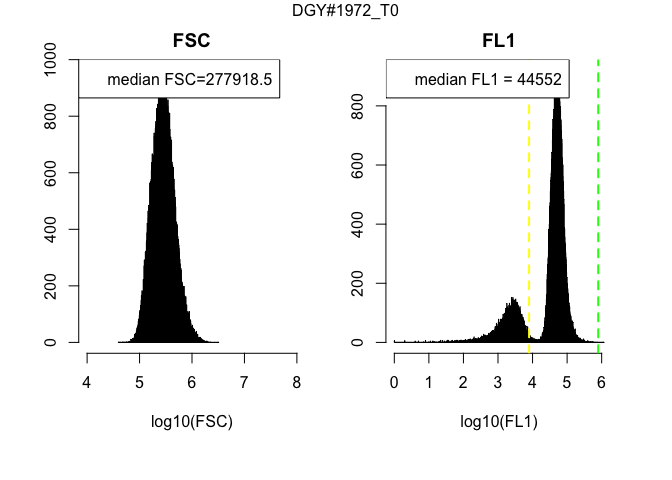 DGY#1972_T0
FSC
median FSC=277918.5
0
200
400
600
800
1000
4 5 6 7 8
log10(FSC)
FL1
median FL1 = 44552
0
200
400
600
800
0 1 2 3 4 5 6
log10(FL1)